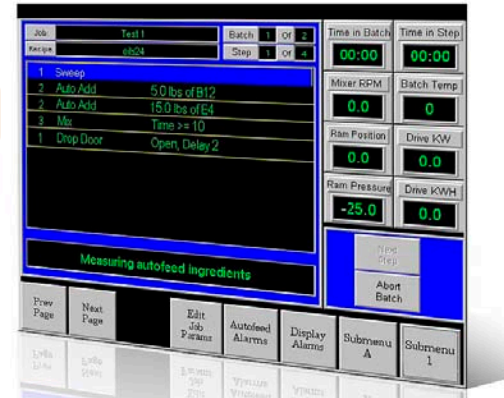 Job: Test 1 Batch 1 Of 2
Recipe: oib24 Step 1 Of 4
1 Sweep
2 Auto Add 5.0 lbs of B12
2 Auto Add 15.0 lbs of E4
3 Mix Time >= 10
1 Drop Door Open, Delay 2
Measuring autofeed ingredients
Time in Batch Time in Step
00:00 00:00
Mixer RPM Batch Temp
0.0 0
Ram Position Drive KW
0.0 0.0
Ram Pressure Drive KWH
-25.0 0.0
Next
Step
Abort
Batch
Prev
Page
Next
Page
Edit
Job
Params
Autofeed
Alarms
Display
Alarms
Submenu
A
Submenu
1